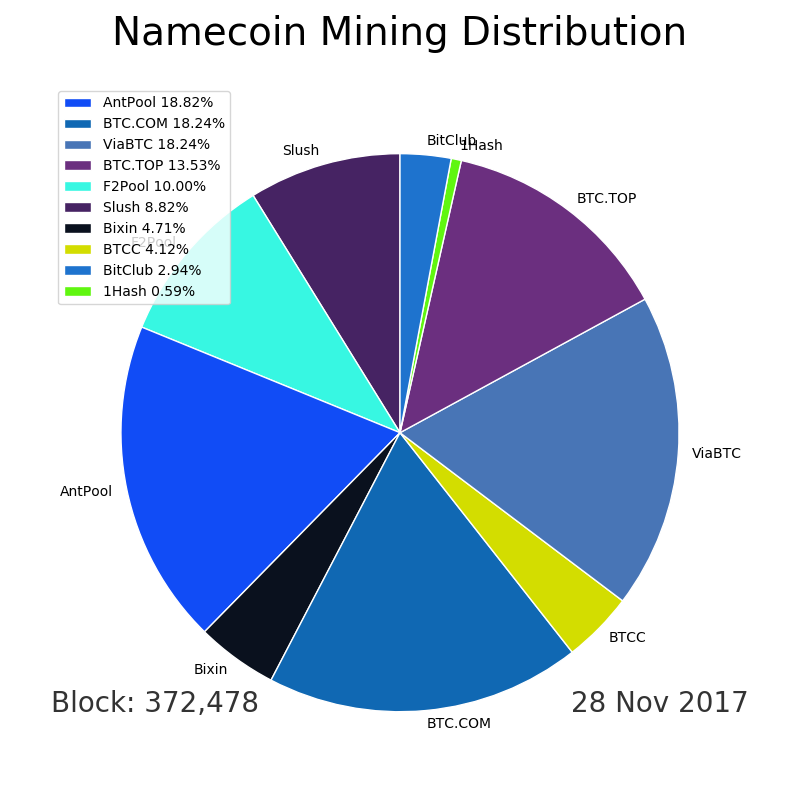 Namecoin Mining Distribution
AntPool 18.82%
BTC.COM 18.24%
ViaBTC 18.24%
BTC.TOP 13.53%
F2Pool 10.00%
Slush 8.82%
Bixin 4.71%
BTCC 4.12%
BitClub 2.94%
1Hash 0.59%
BitClub
1Hash
Slush
BTC.TOP
F2Pool
ViaBTC
AntPool
BTCC
Bixin
BTC.COM
Block: 372,478
28 Nov 2017